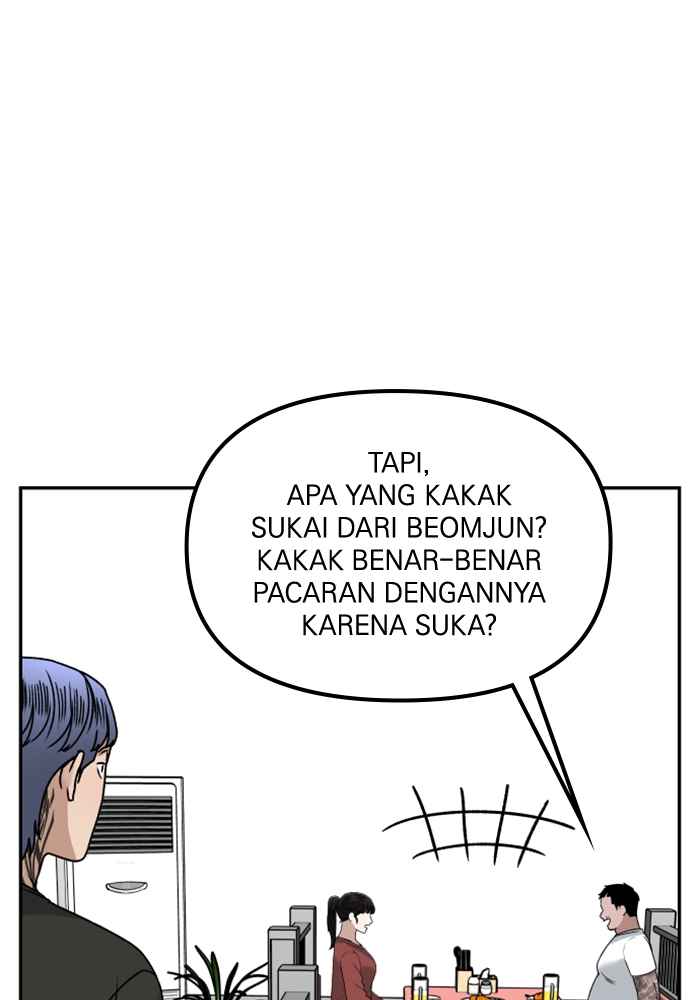 TAPI,
APA YANG KAKAK
SUKAI DARI BEOMJUN?
KAKAK BENAR-BENAR
PACARAN DENGANNYA
KARENA SUKA?